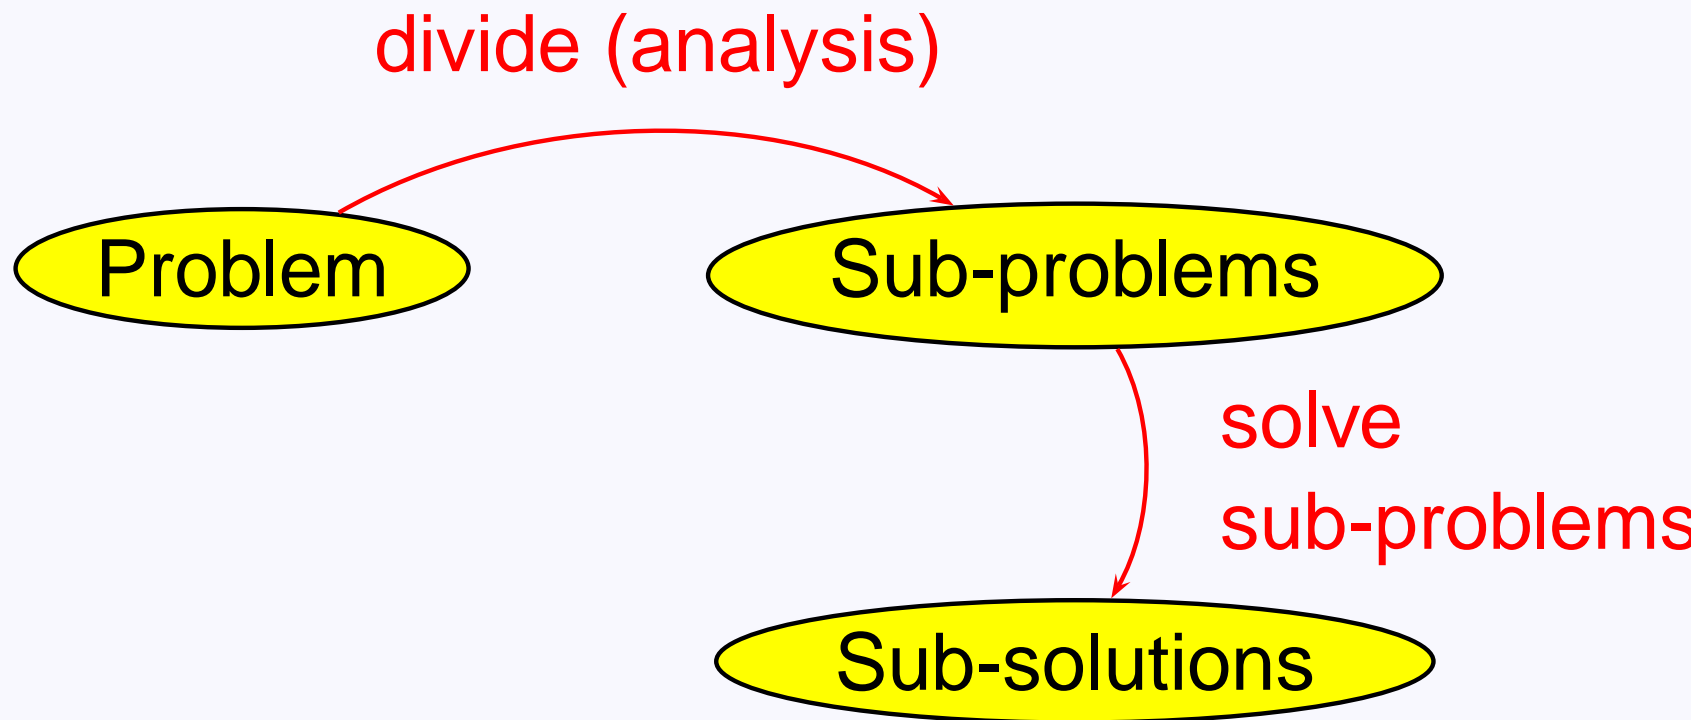 divide (analysis)
Problem
Sub-problems
solve
sub-problems
Sub-solutions